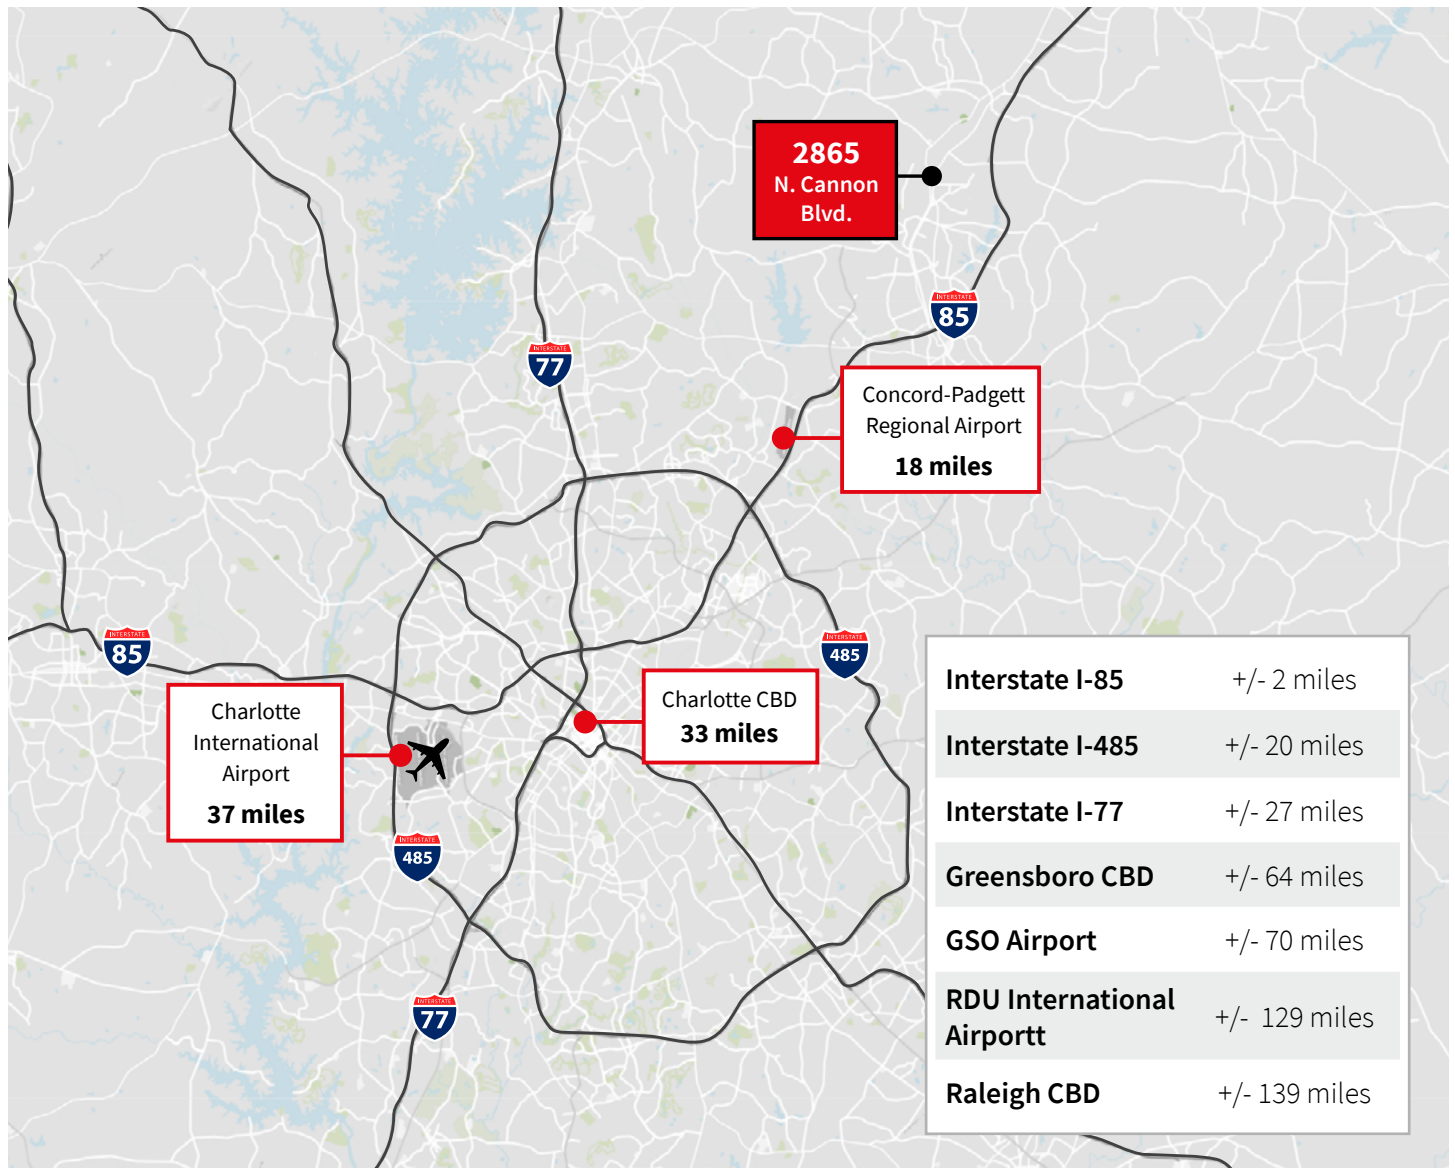 2865
N. Cannon
Blvd.
INTERSTATE
85
INTERSTATE
77
Concord-Padgett
Regional Airport
18 miles
INTERSTATE
85
INTERSTATE
485
Charlotte
International
Airport
37 miles
Charlotte CBD
33 miles
INTERSTATE
485
INTERSTATE
77
Interstate I-85 +/- 2 miles
Interstate I-485 +/- 20 miles
Interstate I-77 +/- 27 miles
Greensboro CBD +/- 64 miles
GSO Airport +/- 70 miles
RDU International
Airportt +/- 129 miles
Raleigh CBD +/- 139 miles